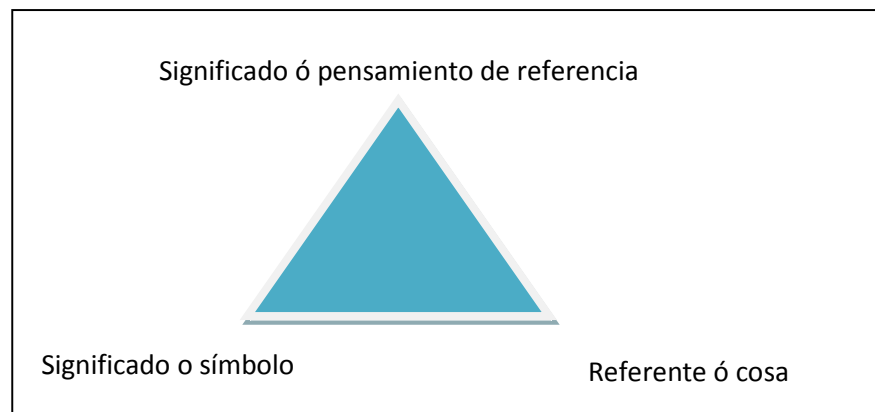 Significado ó pensamiento de referencia
Significado o símbolo
Referente ó cosa